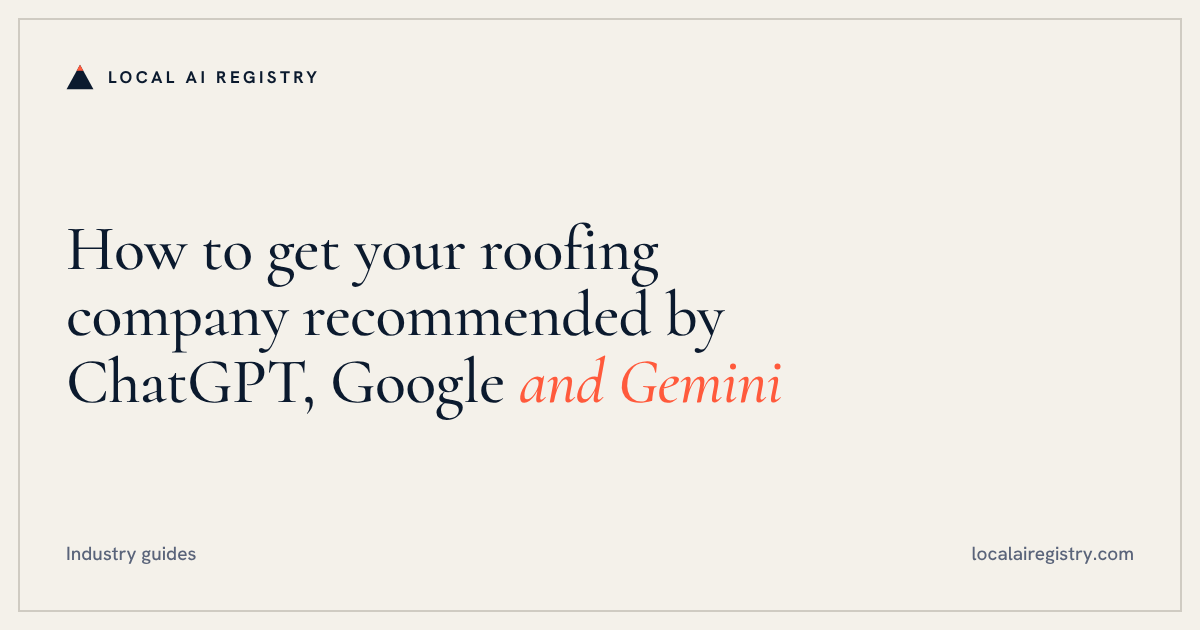 LOCAL AI REGISTRY
How to get your roofing
company recommended by
ChatGPT, Google and Gemini
Industry guides
localairegistry.com